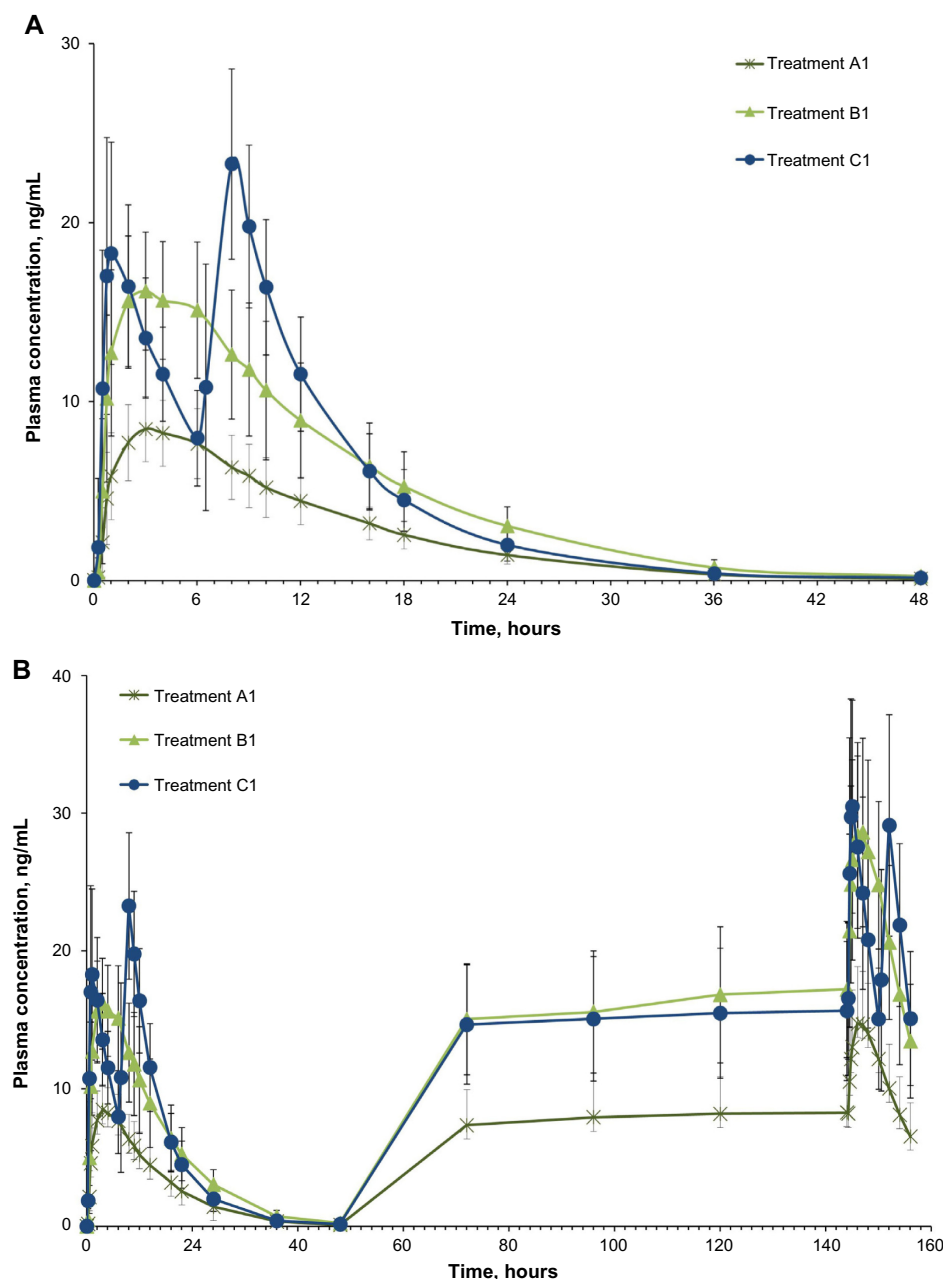 A
30
20
10
0
Plasma concentration, ng/mL
Treatment A1
Treatment B1
Treatment C1
0 6 12 18 24 30 36 42 48
Time, hours
B
40
30
20
10
0
Plasma concentration, ng/mL
Treatment A1
Treatment B1
Treatment C1
0 24 40 60 80 100 120 140 160
Time, hours